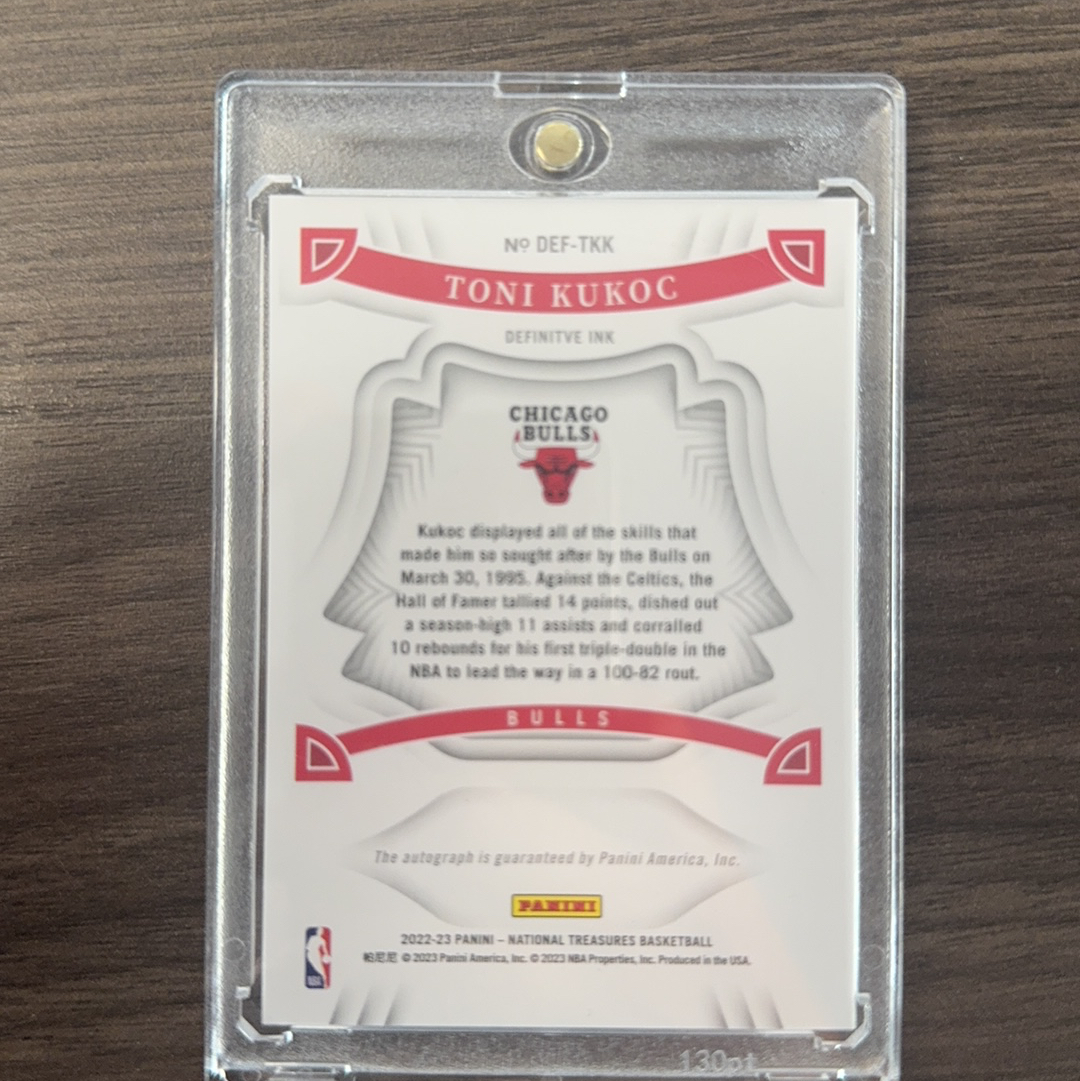 Nº DEF-TKK
TONI KUKOC
DEFINITVE INK
CHICAGO
BULLS
Kukoc displayed all of the skills that
made him so sought after by the Bulls on
March 30, 1995. Against the Celtics, the
Hall of Famer tallied 14 points, dished out
a season-high 11 assists and corralled
10 rebounds for his first triple-double in the
NBA to lead the way in a 100-82 rout.
BULLS
The autograph is guaranteed by Panini America, Inc.
PANINI
2022-23 PANINI – NATIONAL TREASURES BASKETBALL
帕尼尼 © 2023 Panini America, Inc. © 2023 NBA Properties, Inc. Produced in the USA.
NBA
130pt